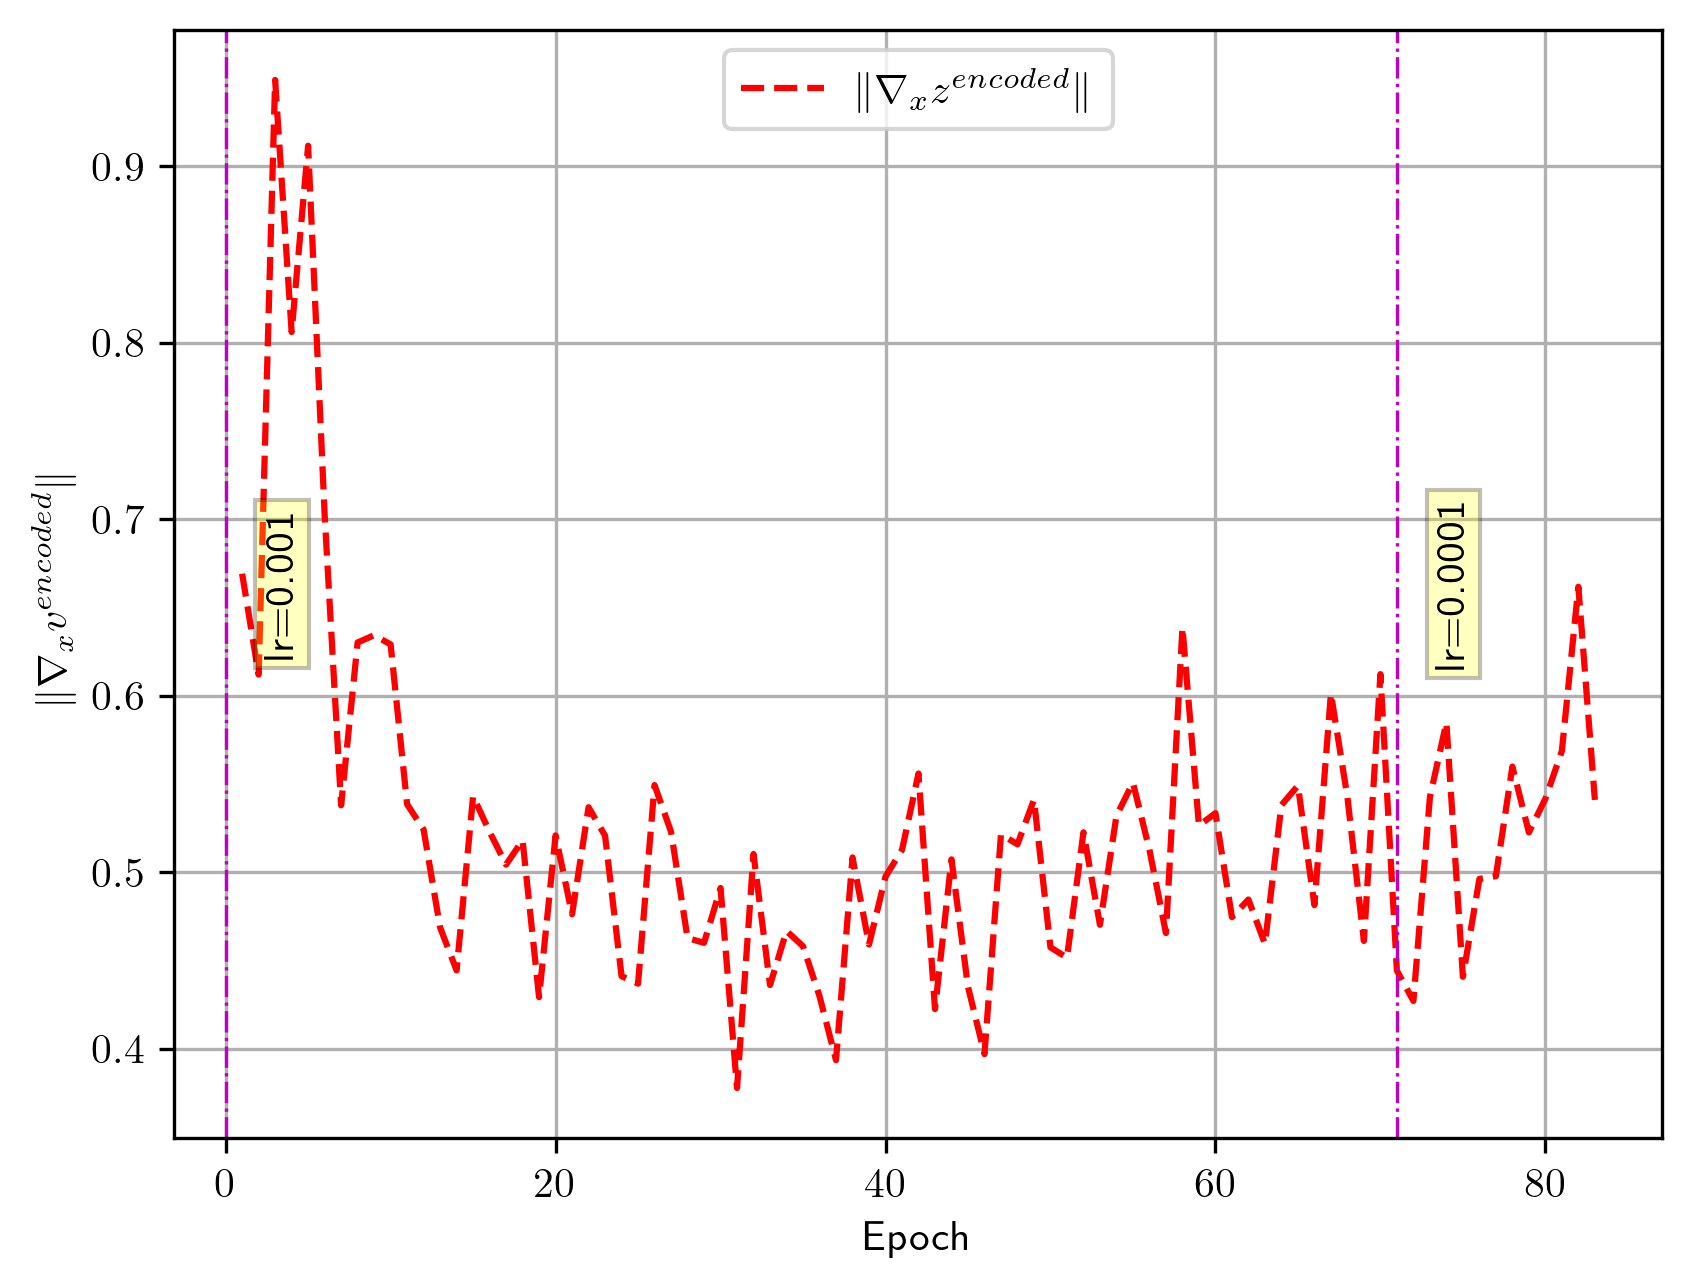 ‖∇ₓz^{encoded}‖
‖∇ₓv^{encoded}‖
0.9
0.8
0.7
0.6
0.5
0.4
lr=0.001
lr=0.0001
0 20 40 60 80
Epoch